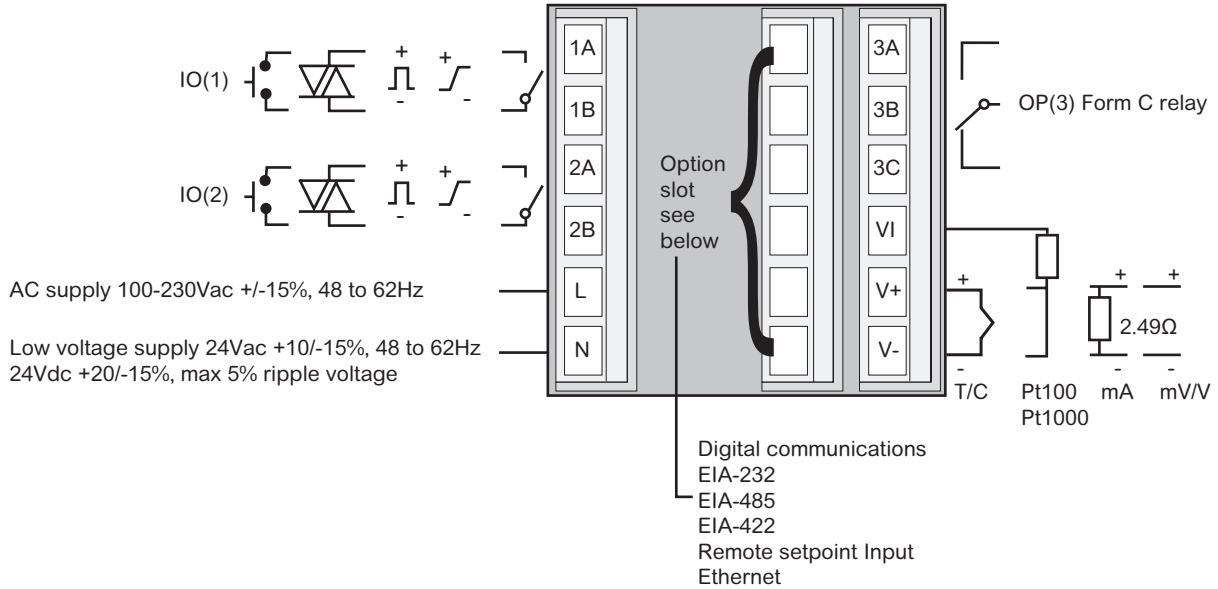 IO(1)
+
-
+
-
1A
1B
2A
2B
L
N
IO(2)
+
-
+
-
AC supply 100-230Vac +/-15%, 48 to 62Hz
Low voltage supply 24Vac +10/-15%, 48 to 62Hz
24Vdc +20/-15%, max 5% ripple voltage
Option
slot
see
below
3A
3B
3C
VI
V+
V-
OP(3) Form C relay
+
-
T/C
Pt100
Pt1000
+
2.49Ω
-
mA
+
-
mV/V
Digital communications
EIA-232
EIA-485
EIA-422
Remote setpoint Input
Ethernet